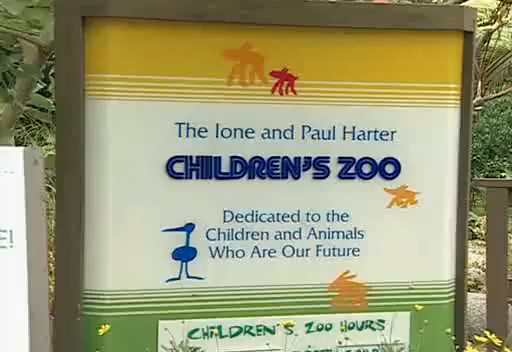 The Ione and Paul Harter
CHILDREN'S ZOO
Dedicated to the
Children and Animals
Who Are Our Future
CHILDREN'S ZOO HOURS
E!